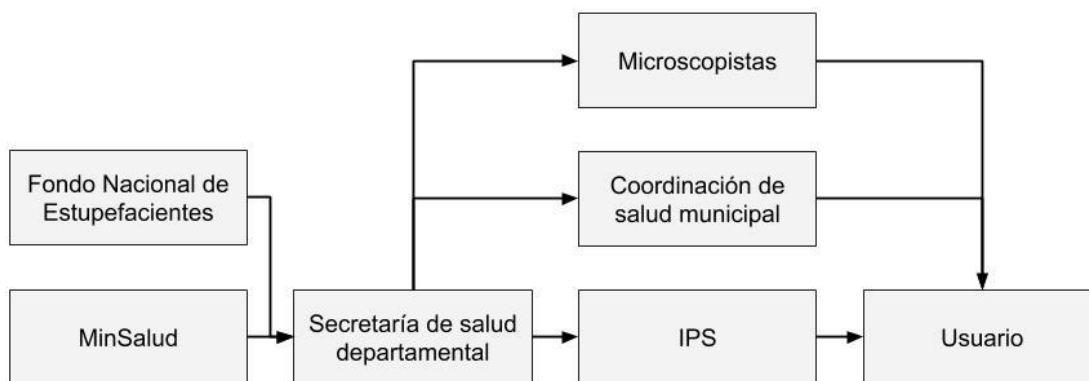 Microscopistas
Fondo Nacional de
Estupefacientes
Coordinación de
salud municipal
MinSalud
Secretaría de salud
departamental
IPS
Usuario